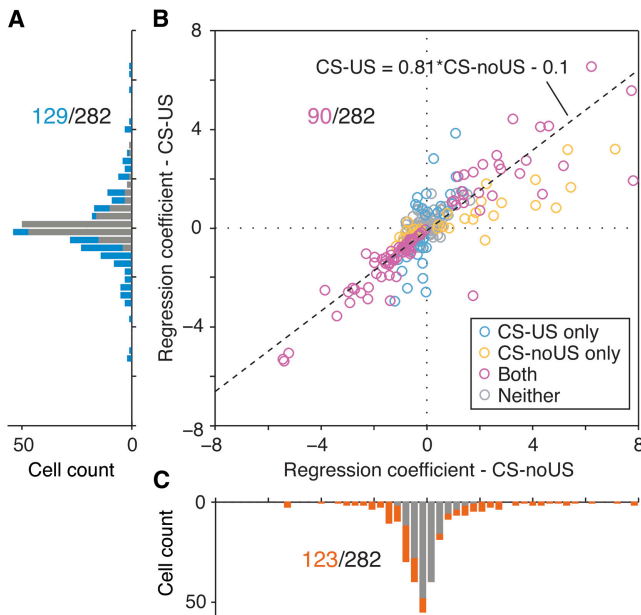 A
129/282
50
0
Cell count
B
8
4
0
−4
−8
Regression coefficient - CS-US
CS-US = 0.81*CS-noUS - 0.1
90/282
CS-US only
CS-noUS only
Both
Neither
−8
−4
0
4
8
Regression coefficient - CS-noUS
C
0
50
Cell count
123/282